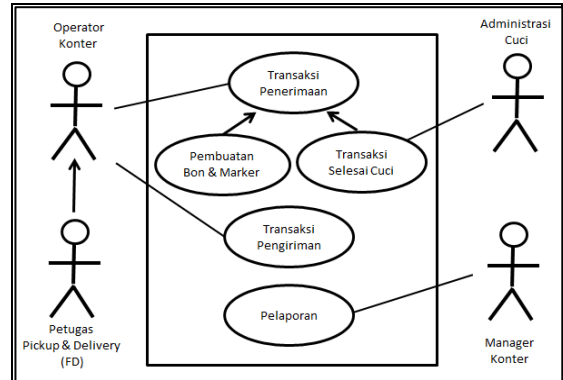 Operator
Konter
Administrasi
Cuci
Transaksi
Penerimaan
Pembuatan
Bon & Marker
Transaksi
Selesai Cuci
Transaksi
Pengiriman
Pelaporan
Petugas
Pickup & Delivery
(FD)
Manager
Konter